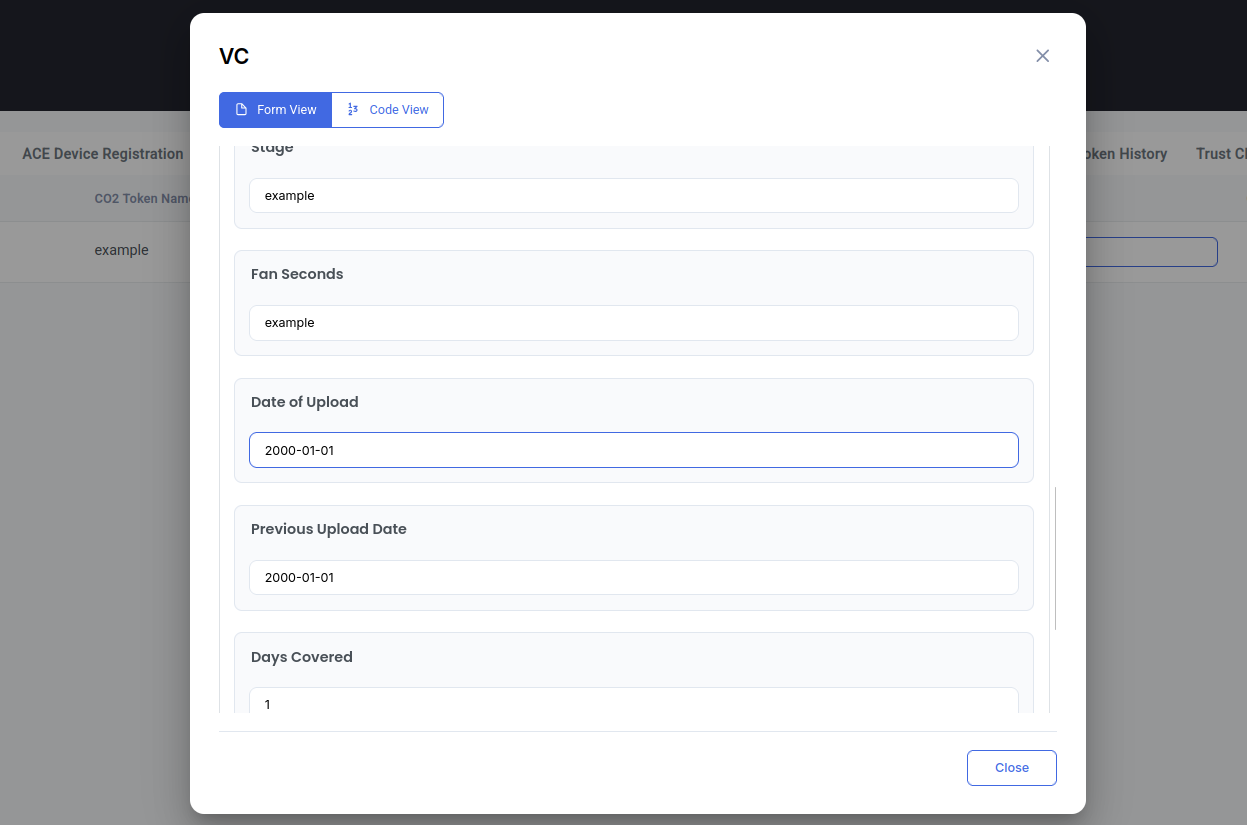 VC
Form View
Code View
ACE Device Registration
Token History
Trust
CO2 Token Name
example
Stage
example
Fan Seconds
example
Date of Upload
2000-01-01
Previous Upload Date
2000-01-01
Days Covered
1
Close